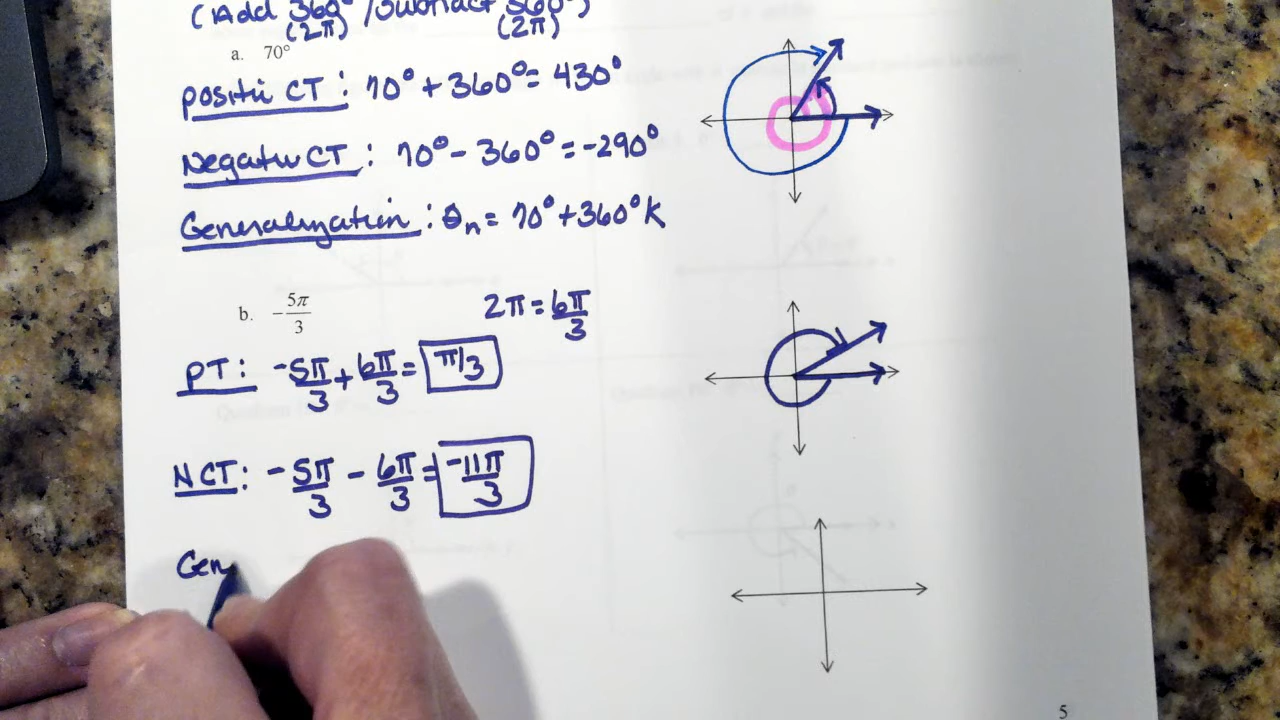 (Add 360° / Subtract 360°)
(2π) (2π)
a. 70°
Positiv CT : 70° + 360° = 430°
Negativ CT : 70° - 360° = -290°
Generalization : θn = 70° + 360° K
b. -5π/3 2π = 6π/3
PT: -5π/3 + 6π/3 = π/3
NCT: -5π/3 - 6π/3 = -11π/3
Gen
5